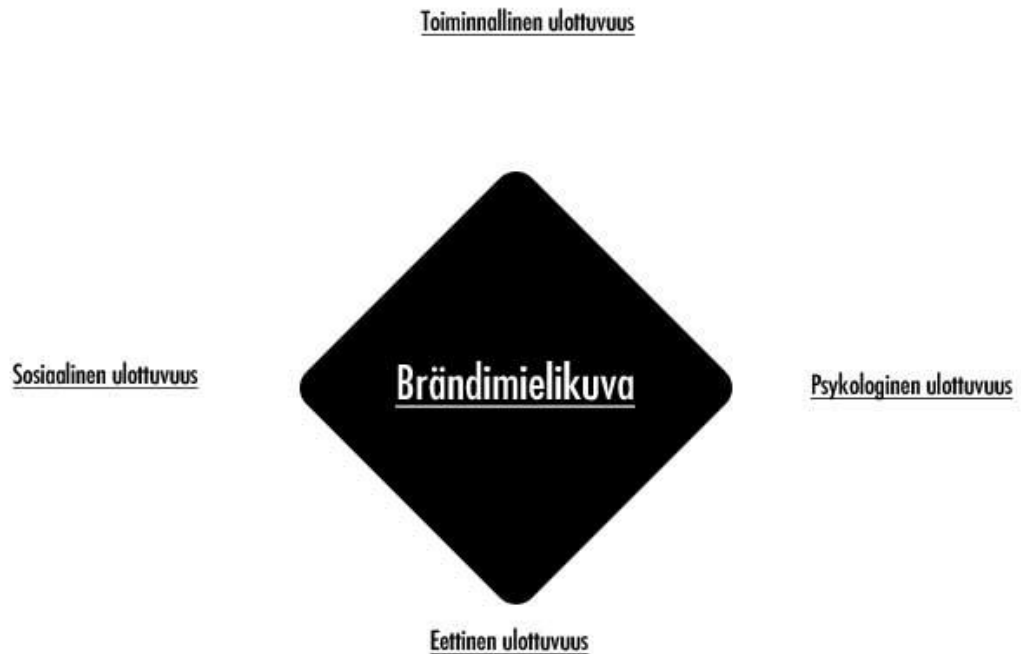 Toiminnallinen ulottuvuus
Sosiaalinen ulottuvuus
Brändimielikuva
Psykologinen ulottuvuus
Eettinen ulottuvuus